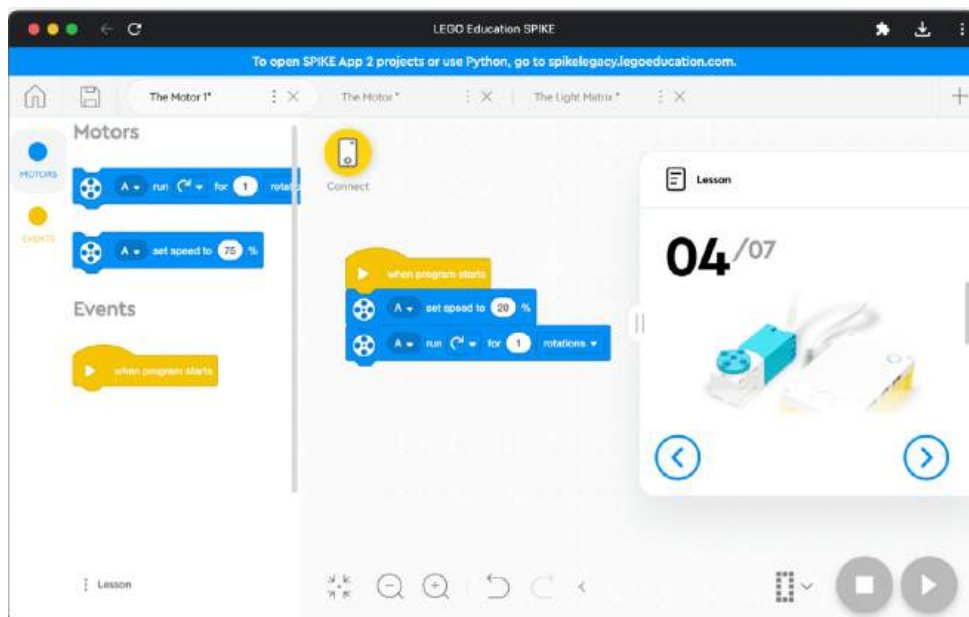 LEGO Education SPIKE
To open SPIKE App 2 projects or use Python, go to spikelegacy.legoeducation.com.
The Motor 1*
The Motor *
The Light Matrix *
Motors
MOTORS
A run for 1
A set speed to 75 %
EVENTS
Events
when program starts
Connect
when program starts
A set speed to 20 %
A run for 1 rotations
Lesson
04/07
Lesson